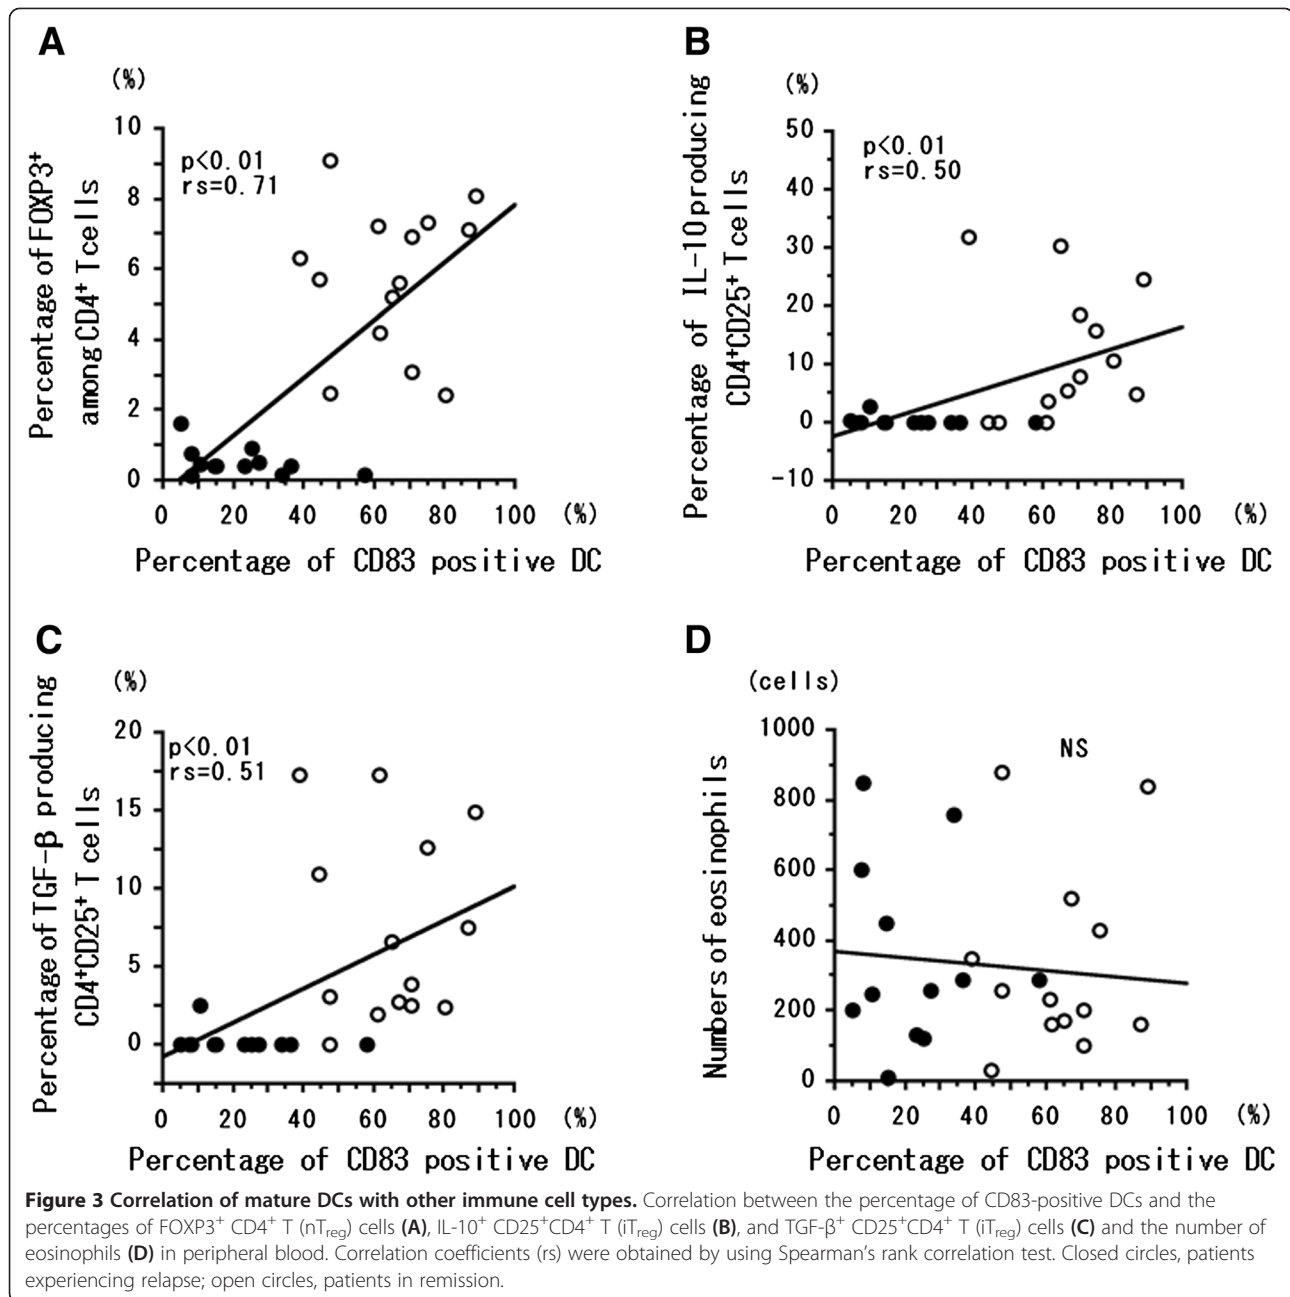 A
(%)
Percentage of FOXP3⁺
among CD4⁺ Tcells
10
8
6
4
2
0
p<0.01
rs=0.71
0 20 40 60 80 100 (%)
Percentage of CD83 positive DC
B
(%)
Percentage of IL-10producing
CD4⁺CD25⁺ Tcells
50
40
30
20
10
0
-10
p<0.01
rs=0.50
0 20 40 60 80 100 (%)
Percentage of CD83 positive DC
C
(%)
Percentage of TGF-β producing
CD4⁺CD25⁺ T cells
20
15
10
5
0
p<0.01
rs=0.51
0 20 40 60 80 100 (%)
Percentage of CD83 positive DC
D
(cells)
Numbers of eosinophils
1000
800
600
400
200
0
NS
0 20 40 60 80 100 (%)
Percentage of CD83 positive DC
Figure 3 Correlation of mature DCs with other immune cell types. Correlation between the percentage of CD83-positive DCs and the
percentages of FOXP3⁺ CD4⁺ T (nTreg) cells (A), IL-10⁺ CD25⁺CD4⁺ T (iTreg) cells (B), and TGF-β⁺ CD25⁺CD4⁺ T (iTreg) cells (C) and the number of
eosinophils (D) in peripheral blood. Correlation coefficients (rs) were obtained by using Spearman's rank correlation test. Closed circles, patients
experiencing relapse; open circles, patients in remission.